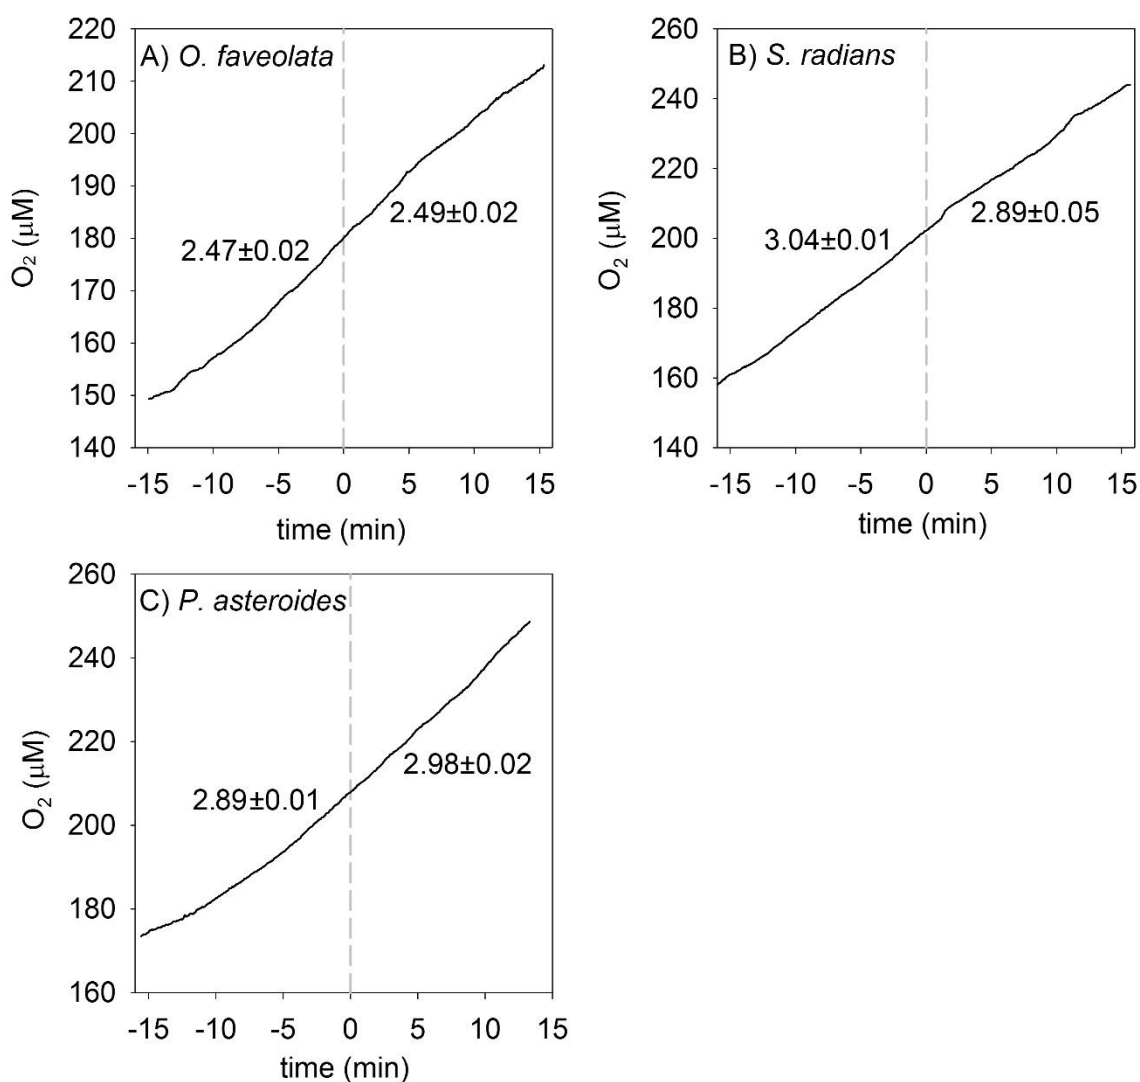 A) O. faveolata
220
210
200
190
180
170
160
150
140
O2 (μM)
2.47±0.02
2.49±0.02
-15 -10 -5 0 5 10 15
time (min)
B) S. radians
260
240
220
200
180
160
140
O2 (μM)
3.04±0.01
2.89±0.05
-15 -10 -5 0 5 10 15
time (min)
C) P. asteroides
260
240
220
200
180
160
O2 (μM)
2.89±0.01
2.98±0.02
-15 -10 -5 0 5 10 15
time (min)